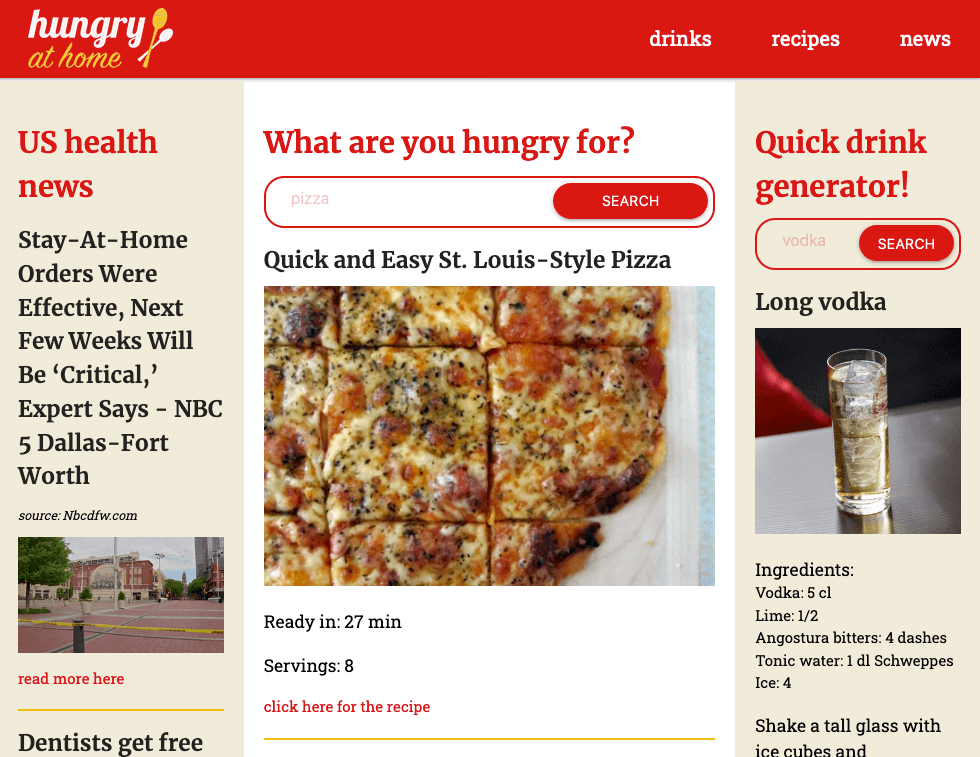 hungry
at home
drinks
recipes
news
US health
news
Stay-At-Home
Orders Were
Effective, Next
Few Weeks Will
Be ‘Critical,’
Expert Says - NBC
5 Dallas-Fort
Worth
source: Nbcdfw.com
read more here
Dentists get free
What are you hungry for?
pizza
SEARCH
Quick and Easy St. Louis-Style Pizza
Ready in: 27 min
Servings: 8
click here for the recipe
Quick drink
generator!
vodka
SEARCH
Long vodka
Ingredients:
Vodka: 5 cl
Lime: 1/2
Angostura bitters: 4 dashes
Tonic water: 1 dl Schweppes
Ice: 4
Shake a tall glass with
ice cubes and